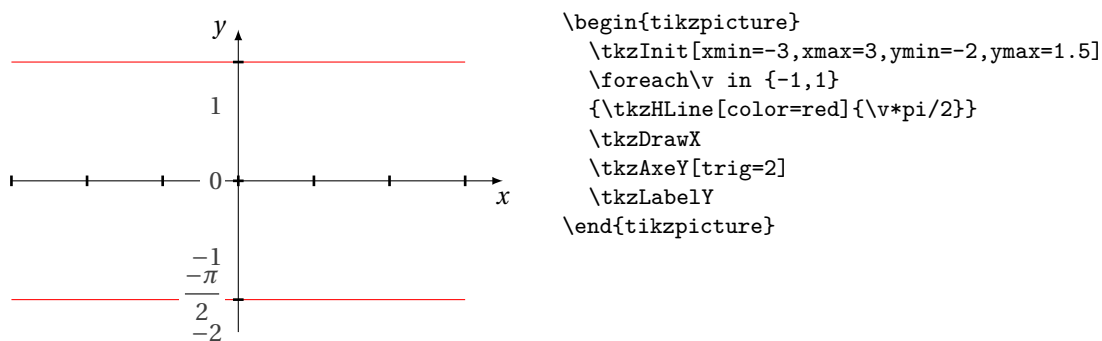 y
1
0
x
−1
−π
2
−2
\begin{tikzpicture}
\tkzInit[xmin=-3,xmax=3,ymin=-2,ymax=1.5]
\foreach\v in {-1,1}
{\tkzHLine[color=red]{\v*pi/2}}
\tkzDrawX
\tkzAxeY[trig=2]
\tkzLabelY
\end{tikzpicture}